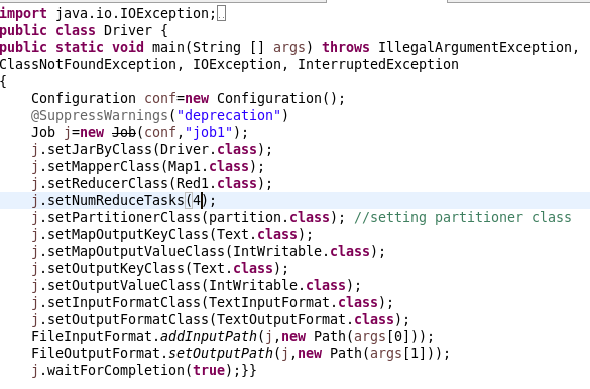 import java.io.IOException;
public class Driver {
public static void main(String [] args) throws IllegalArgumentException,
ClassNotFoundException, IOException, InterruptedException
{
Configuration conf=new Configuration();
@SuppressWarnings("deprecation")
Job j=new Job(conf,"job1");
j.setJarByClass(Driver.class);
j.setMapperClass(Map1.class);
j.setReducerClass(Red1.class);
j.setNumReduceTasks(4);
j.setPartitionerClass(partition.class); //setting partitioner class
j.setMapOutputKeyClass(Text.class);
j.setMapOutputValueClass(IntWritable.class);
j.setOutputKeyClass(Text.class);
j.setOutputValueClass(IntWritable.class);
j.setInputFormatClass(TextInputFormat.class);
j.setOutputFormatClass(TextOutputFormat.class);
FileInputFormat.addInputPath(j,new Path(args[0]));
FileOutputFormat.setOutputPath(j,new Path(args[1]));
j.waitForCompletion(true);}}